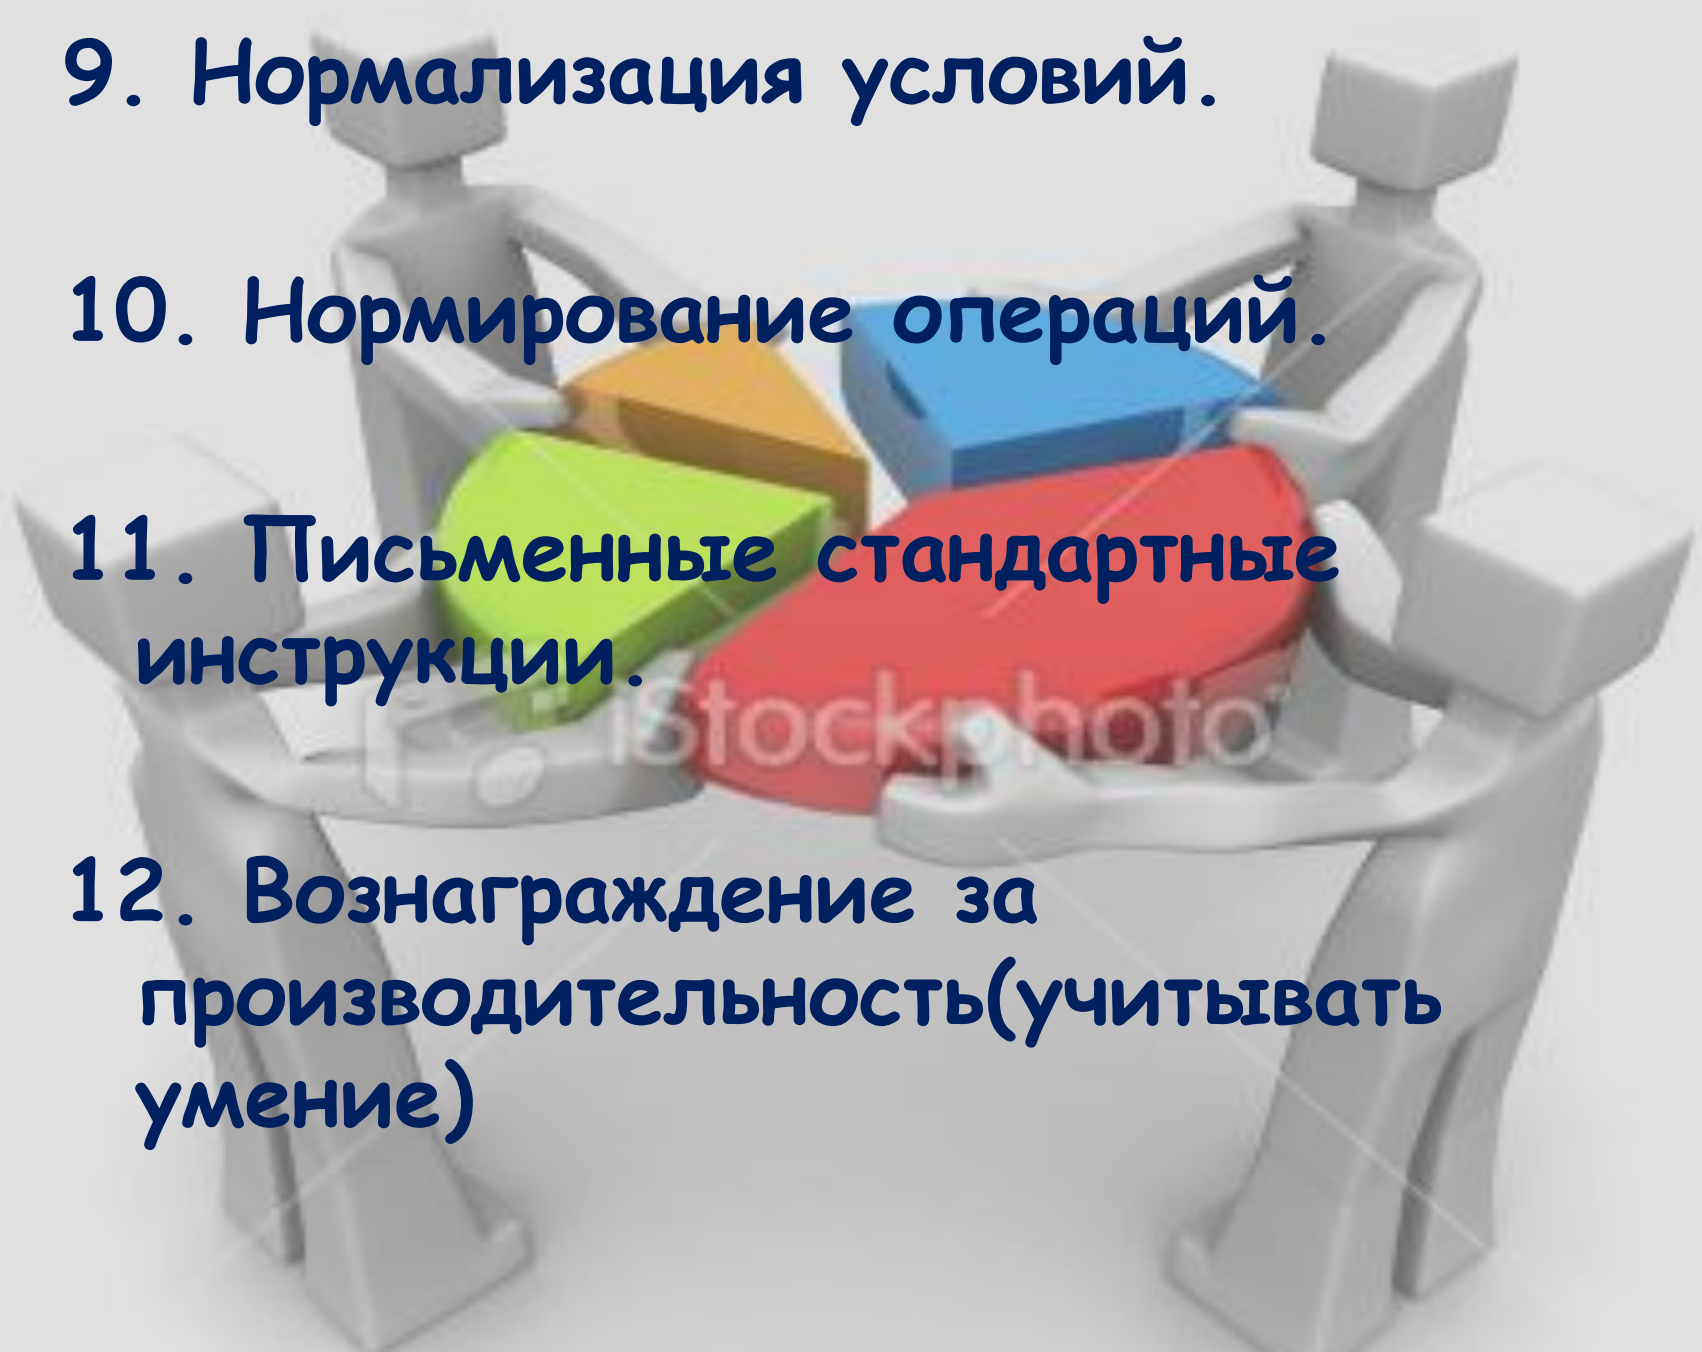 9. Нормализация условий.
10. Нормирование операций.
11. Письменные стандартные
инструкции.
iStockphoto
12. Вознаграждение за
производительность(учитывать
умение)